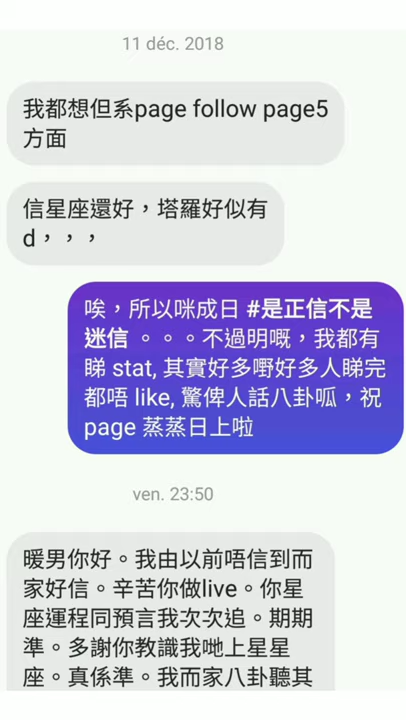 11 déc. 2018
我都想但系page follow page5
方面
信星座還好，塔羅好似有
d，，，
唉，所以咪成日 #是正信不是
迷信 。。。不過明嘅，我都有
睇 stat, 其實好多嘢好多人睇完
都唔 like, 驚俾人話八卦呱，祝
page 蒸蒸日上啦
ven. 23:50
暖男你好。我由以前唔信到而
家好信。辛苦你做live。你星
座運程同預言我次次追。期期
準。多謝你教識我哋上星星
座。真係準。我而家八卦聽其